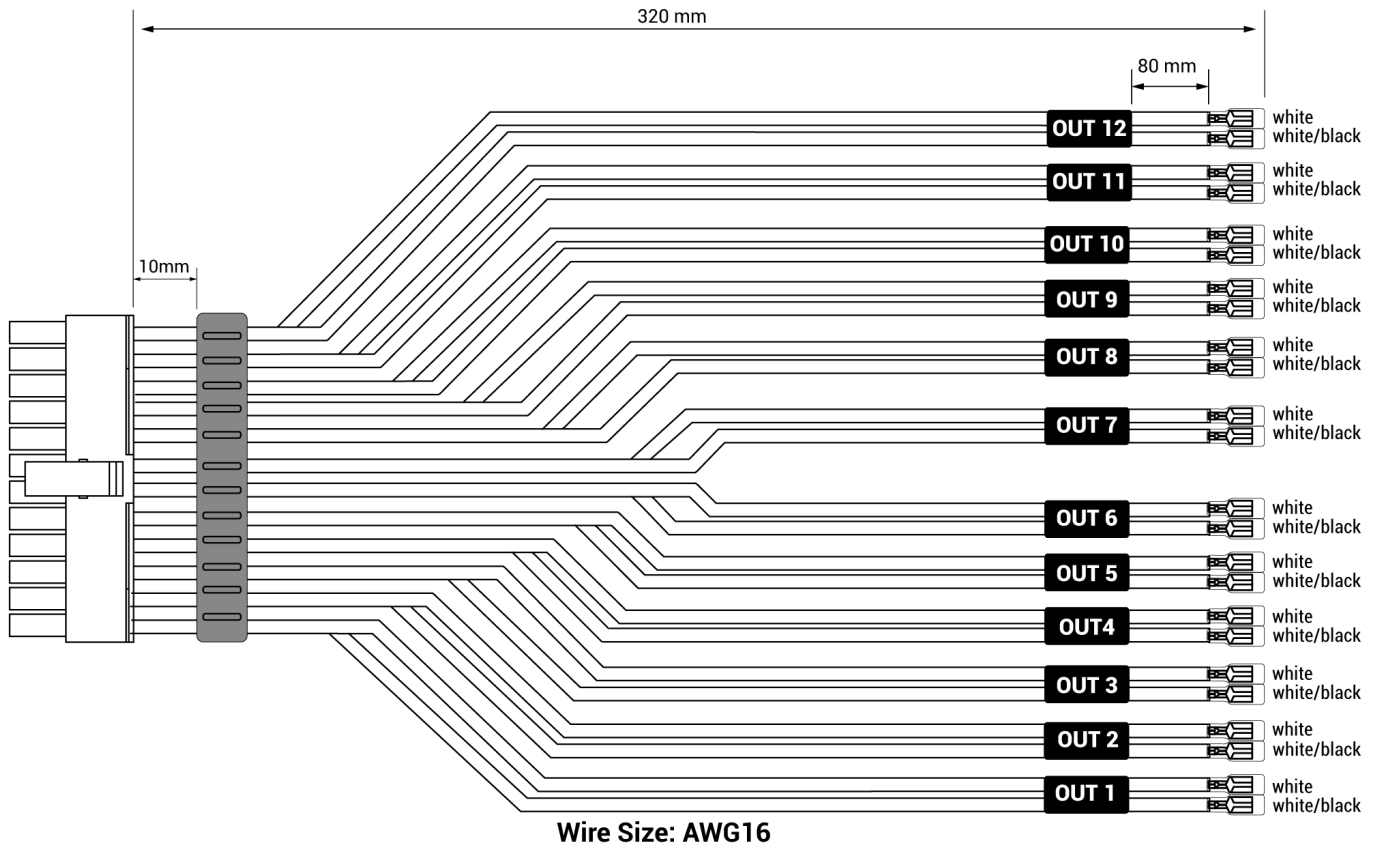 320 mm
80 mm
OUT 12
white
white/black
OUT 11
white
white/black
OUT 10
white
white/black
10mm
OUT 9
white
white/black
OUT 8
white
white/black
OUT 7
white
white/black
OUT 6
white
white/black
OUT 5
white
white/black
OUT4
white
white/black
OUT 3
white
white/black
OUT 2
white
white/black
OUT 1
white
white/black
Wire Size: AWG16